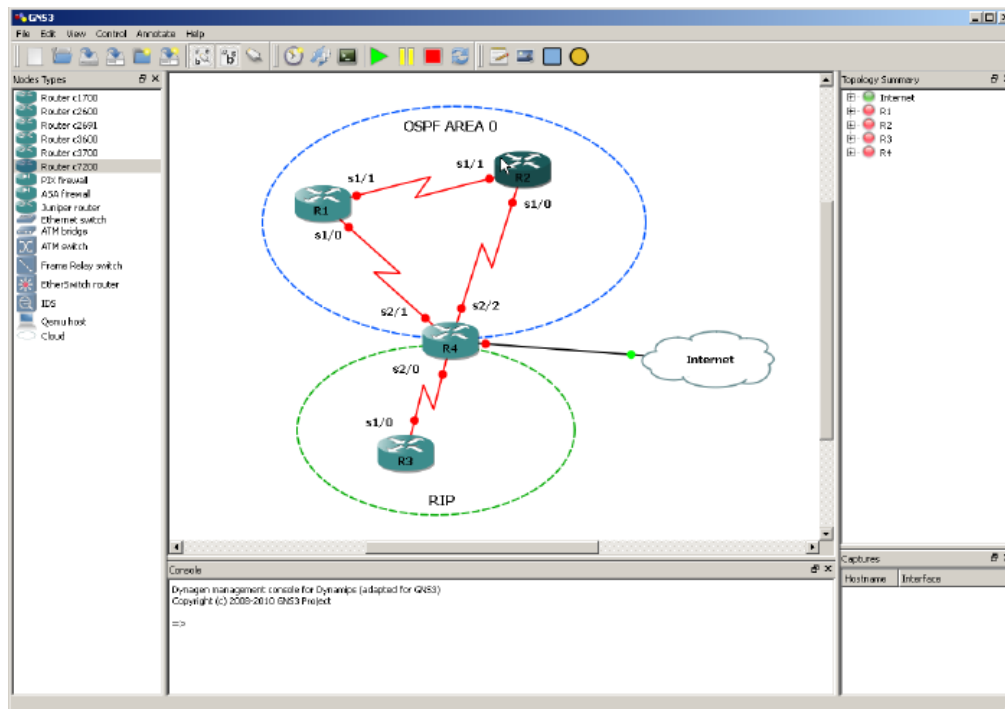 GNS3
File Edit View Control Annotate Help
Nodes Types
Router c1700
Router c2600
Router c2691
Router c3600
Router c3700
Router c7200
PIX firewall
ASA firewall
Juniper router
Ethernet switch
ATM bridge
ATM switch
Frame Relay switch
EtherSwitch router
IDS
Qemu host
Cloud
OSPF AREA 0
s1/1
s1/1
R2
R1
s1/0
s1/0
s2/1
s2/2
R4
Internet
s2/0
s1/0
R3
RIP
Topology Summary
Internet
R1
R2
R3
R4
Console
Dynagen management console for Dynamips (adapted for GNS3)
Copyright (c) 2008-2010 GNS3 Project
=>
Captures
Hostname Interface